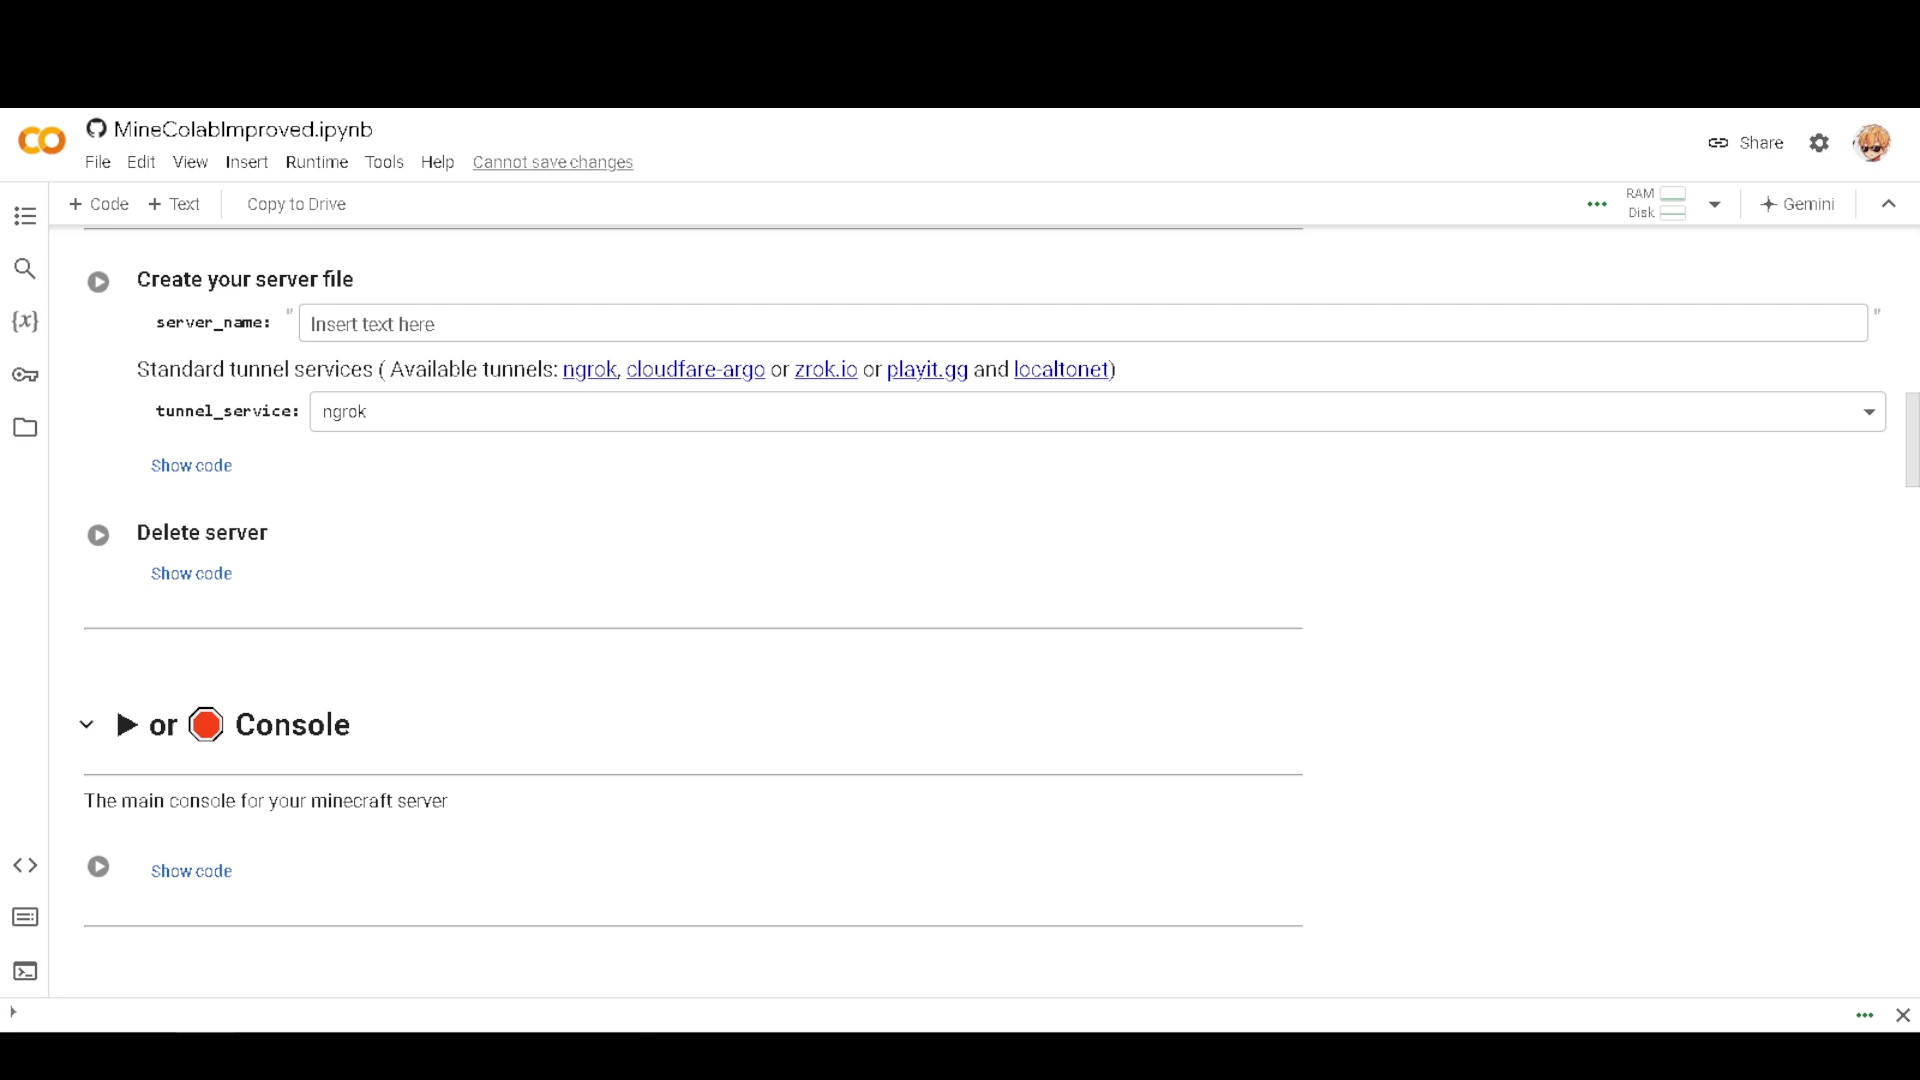 MineColabImproved.ipynb
File Edit View Insert Runtime Tools Help Cannot save changes
Share
+ Code + Text Copy to Drive
RAM
Disk
Gemini
{x}
Create your server file
server_name: " Insert text here "
Standard tunnel services ( Available tunnels: ngrok, cloudfare-argo or zrok.io or playit.gg and localtonet)
tunnel_service: ngrok
Show code
Delete server
Show code
or Console
The main console for your minecraft server
Show code